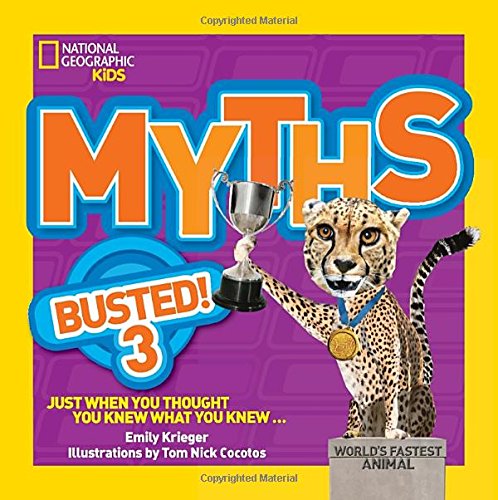 Copyrighted Material
NATIONAL
GEOGRAPHIC
KiDS
MYTHS
BUSTED!
3
JUST WHEN YOU THOUGHT
YOU KNEW WHAT YOU KNEW ...
Emily Krieger
Illustrations by Tom Nick Cocotos
WORLD'S FASTEST
ANIMAL
Copyrighted Material